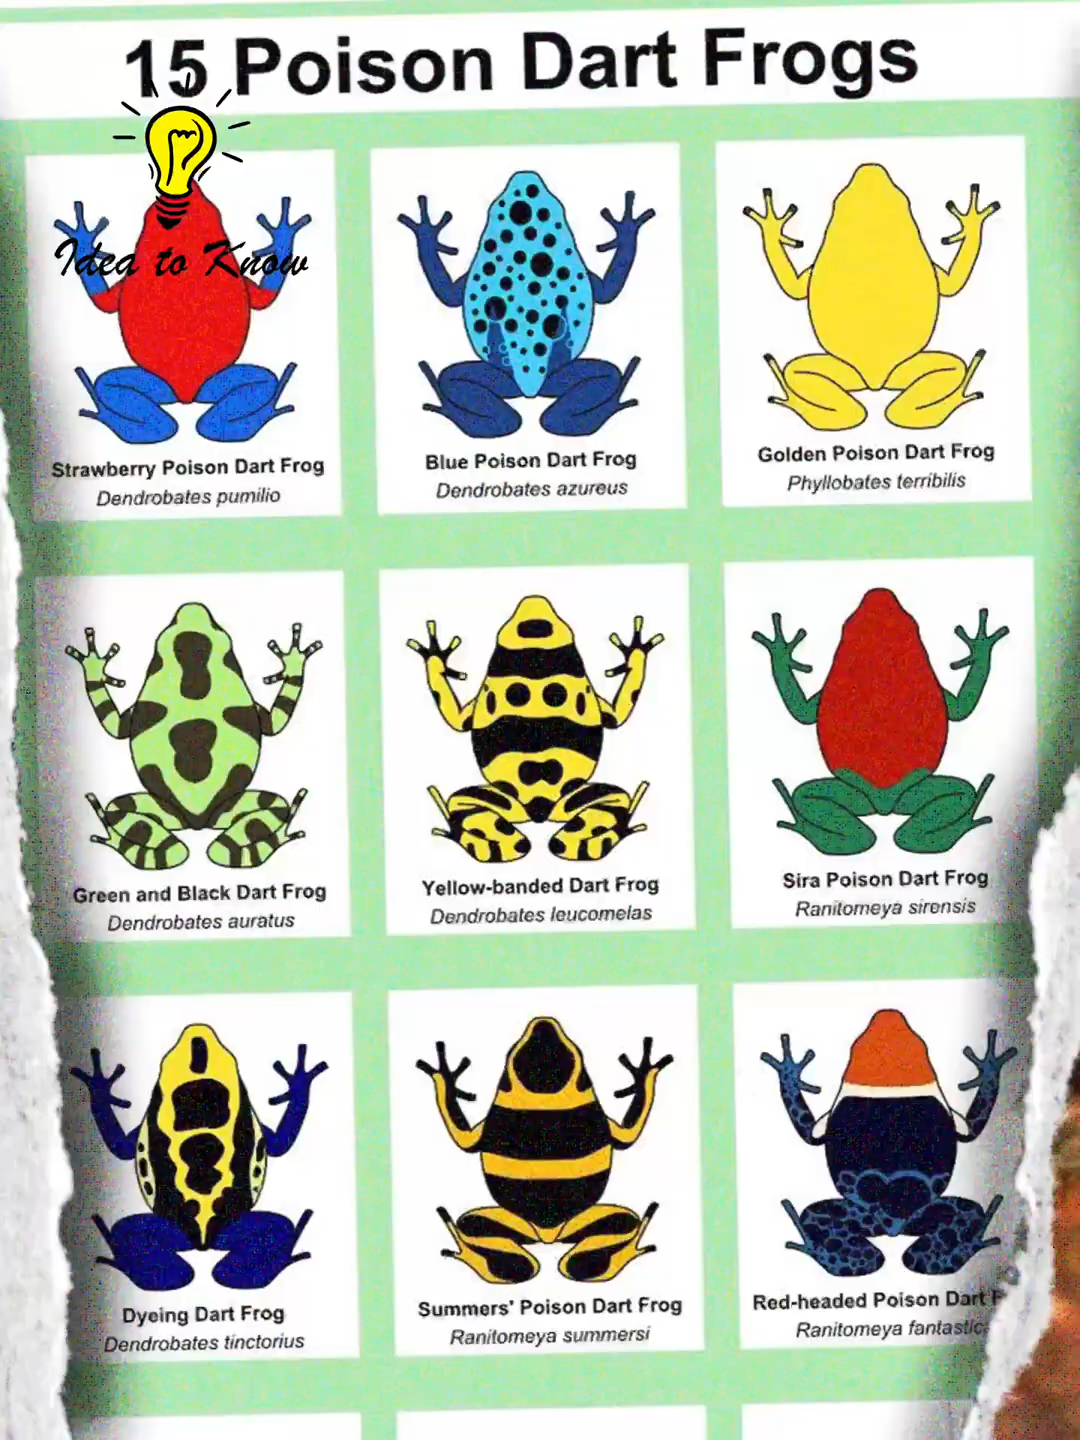 15 Poison Dart Frogs
Idea to Know
Strawberry Poison Dart Frog
Dendrobates pumilio
Blue Poison Dart Frog
Dendrobates azureus
Golden Poison Dart Frog
Phyllobates terribilis
Green and Black Dart Frog
Dendrobates auratus
Yellow-banded Dart Frog
Dendrobates leucomelas
Sira Poison Dart Frog
Ranitomeya sirensis
Dyeing Dart Frog
Dendrobates tinctorius
Summers' Poison Dart Frog
Ranitomeya summersi
Red-headed Poison Dart F
Ranitomeya fantastic